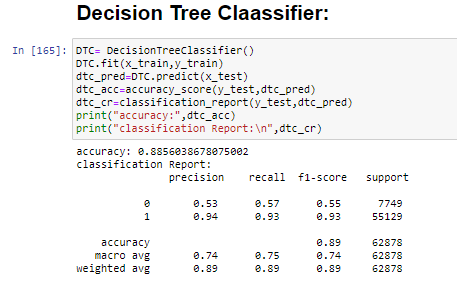 Decision Tree Claassifier:
In [165]: DTC= DecisionTreeClassifier()
DTC.fit(x_train,y_train)
dtc_pred=DTC.predict(x_test)
dtc_acc=accuracy_score(y_test,dtc_pred)
dtc_cr=classification_report(y_test,dtc_pred)
print("accuracy:",dtc_acc)
print("classification Report:\n",dtc_cr)
accuracy: 0.8856038678075002
classification Report:
precision recall f1-score support
0 0.53 0.57 0.55 7749
1 0.94 0.93 0.93 55129
accuracy 0.89 62878
macro avg 0.74 0.75 0.74 62878
weighted avg 0.89 0.89 0.89 62878